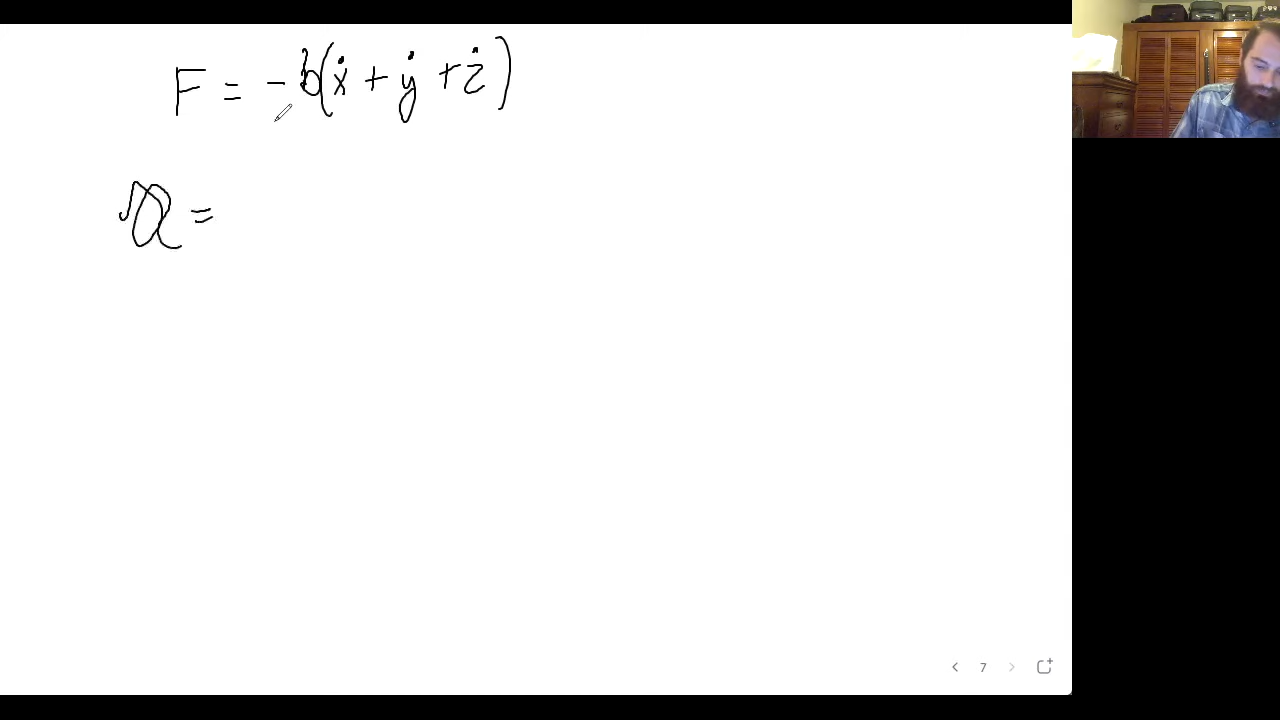 F = -b(ẋ + ẏ + ż)
=
7